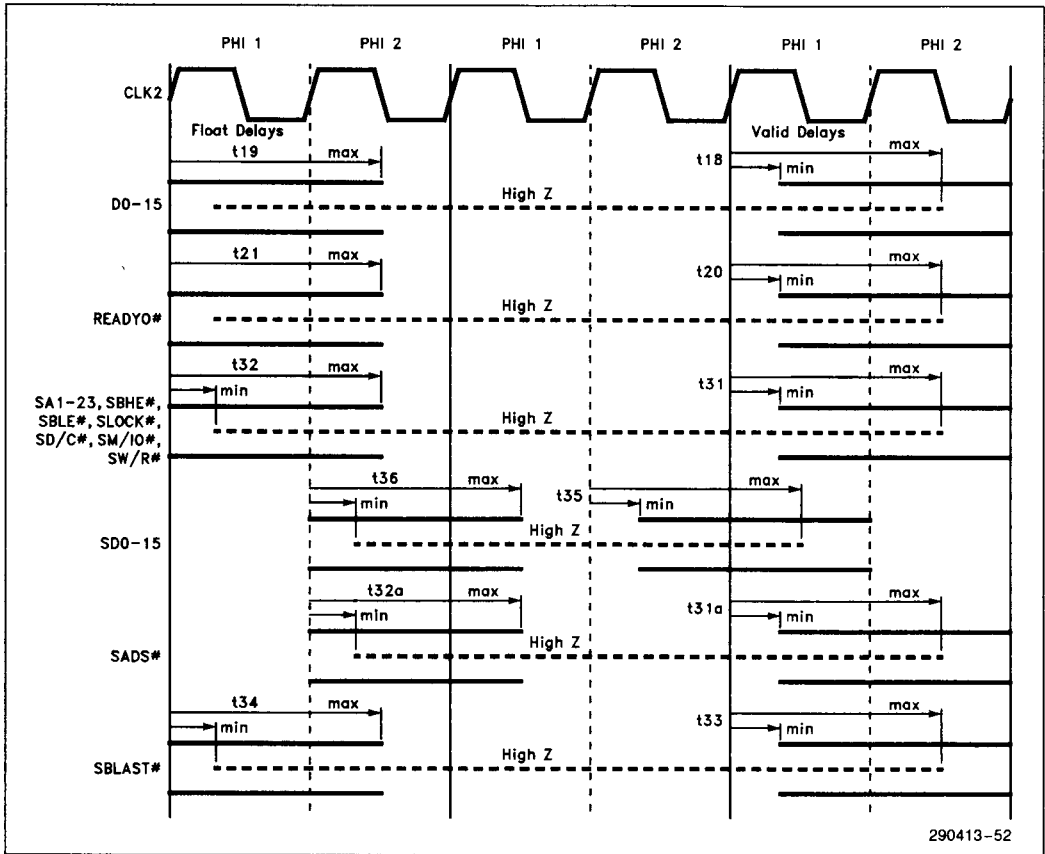 PHI 1 PHI 2 PHI 1 PHI 2 PHI 1 PHI 2
CLK2
Float Delays Valid Delays
t19 max t18 max
min
D0-15 High Z
t21 max t20 max
min
READYO# High Z
t32 max t31 max
min min
SA1-23, SBHE#,
SBLE#, SLOCK#,
SD/C#, SM/IO#,
SW/R#
High Z
t36 max t35 max
min min
SD0-15 High Z
t32a max t31a max
min min
SADS# High Z
t34 max t33 max
min min
SBLAST# High Z
290413-52